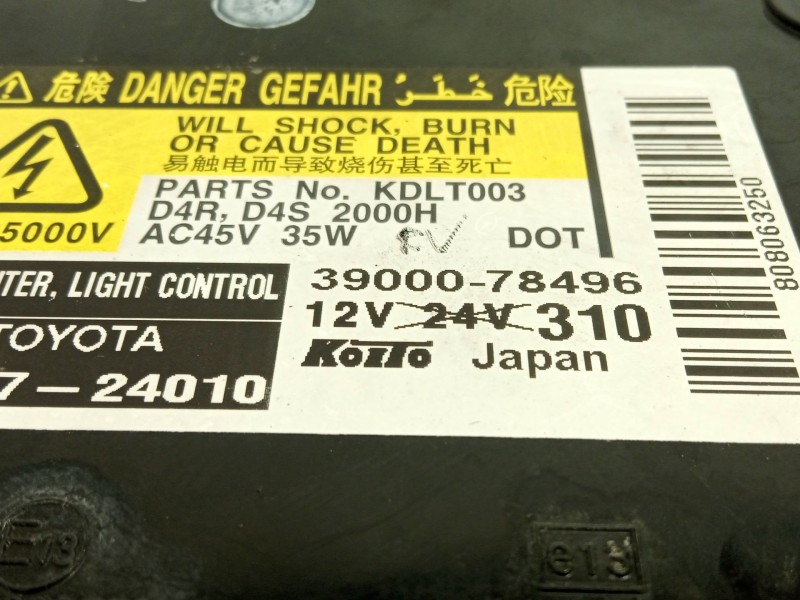 危険 DANGER GEFAHR خطر 危险
WILL SHOCK, BURN
OR CAUSE DEATH
易触电而导致烧伤甚至死亡
5000V
PARTS No. KDLT003
D4R, D4S 2000H
AC45V 35W
DOT
UTER, LIGHT CONTROL
TOYOTA
7-24010
39000-78496
12V 24V 310
KOITO Japan
808063250
E13
e13